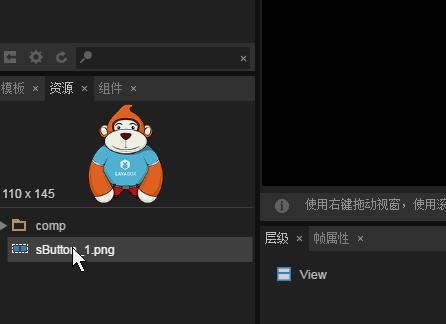 模板 × 资源 × 组件 ×
LAYABOX
110 x 145
comp
sButton_1.png
使用右键拖动视窗，使用滚
层级 × 帧属性 ×
View